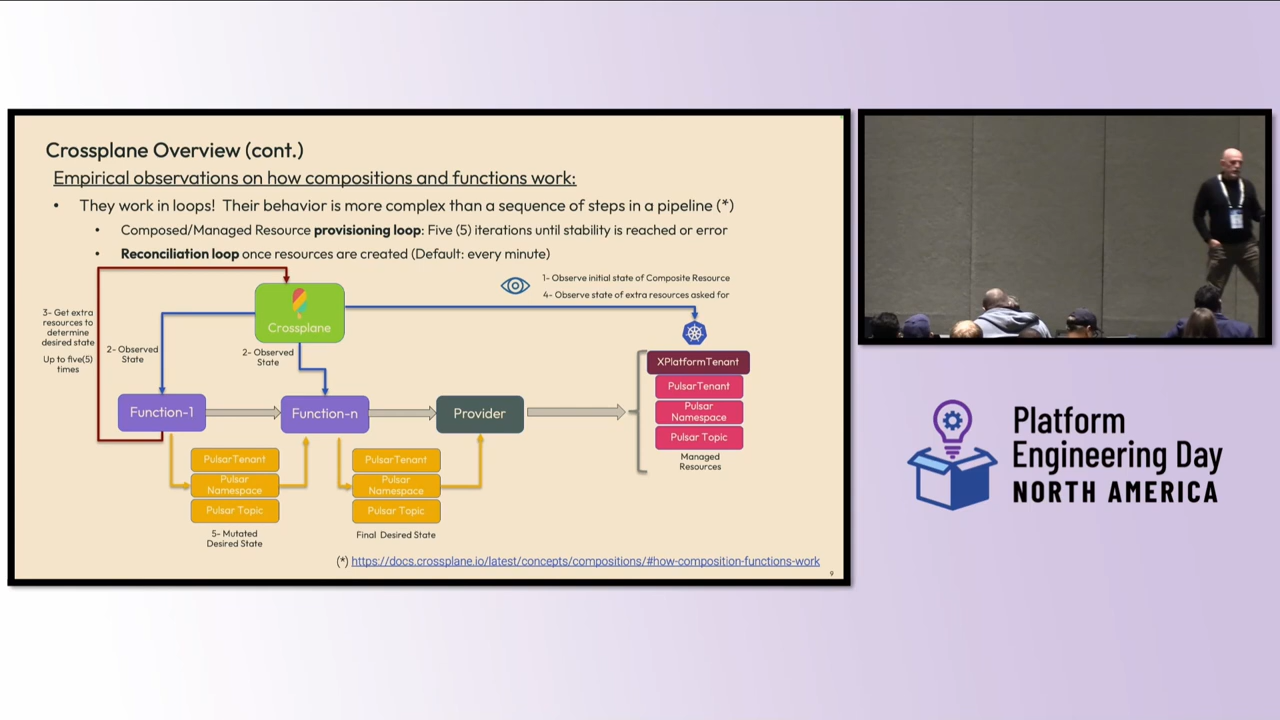 Crossplane Overview (cont.)
Empirical observations on how compositions and functions work:
• They work in loops! Their behavior is more complex than a sequence of steps in a pipeline (*)
• Composed/Managed Resource provisioning loop: Five (5) iterations until stability is reached or error
• Reconciliation loop once resources are created (Default: every minute)
1- Observe initial state of Composite Resource
4- Observe state of extra resources asked for
3- Get extra
resources to
determine
desired state
Up to five(5)
times
Crossplane
2- Observed
State
2- Observed
State
XPlatformTenant
PulsarTenant
Pulsar
Namespace
Pulsar Topic
Managed
Resources
Function-1
Function-n
Provider
PulsarTenant
Pulsar
Namespace
Pulsar Topic
5- Mutated
Desired State
PulsarTenant
Pulsar
Namespace
Pulsar Topic
Final Desired State
(*) https://docs.crossplane.io/latest/concepts/compositions/#how-composition-functions-work
9
Platform
Engineering Day
NORTH AMERICA